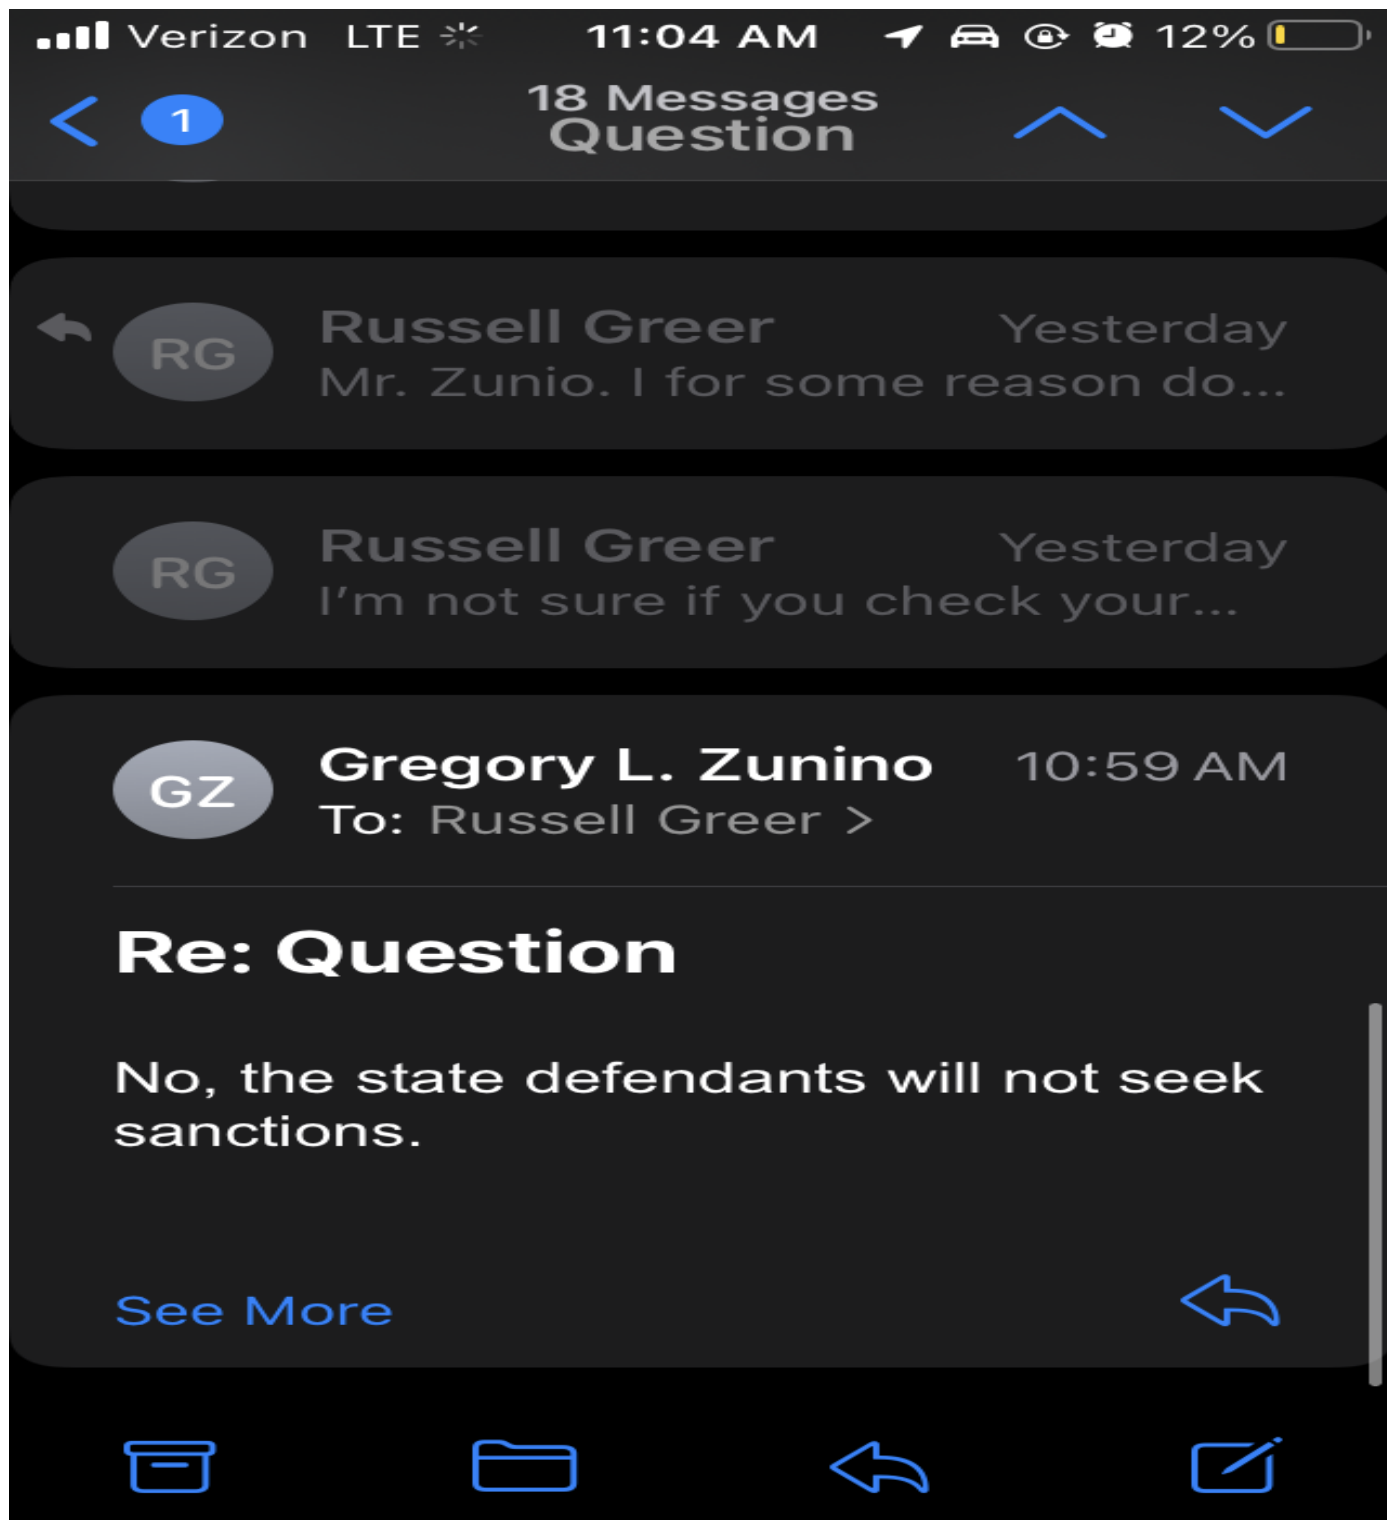 Verizon LTE 11:04 AM 12%
1
18 Messages
Question
RG
Russell Greer Yesterday
Mr. Zunio. I for some reason do...
RG
Russell Greer Yesterday
I'm not sure if you check your...
GZ
Gregory L. Zunino 10:59 AM
To: Russell Greer >
Re: Question
No, the state defendants will not seek
sanctions.
See More